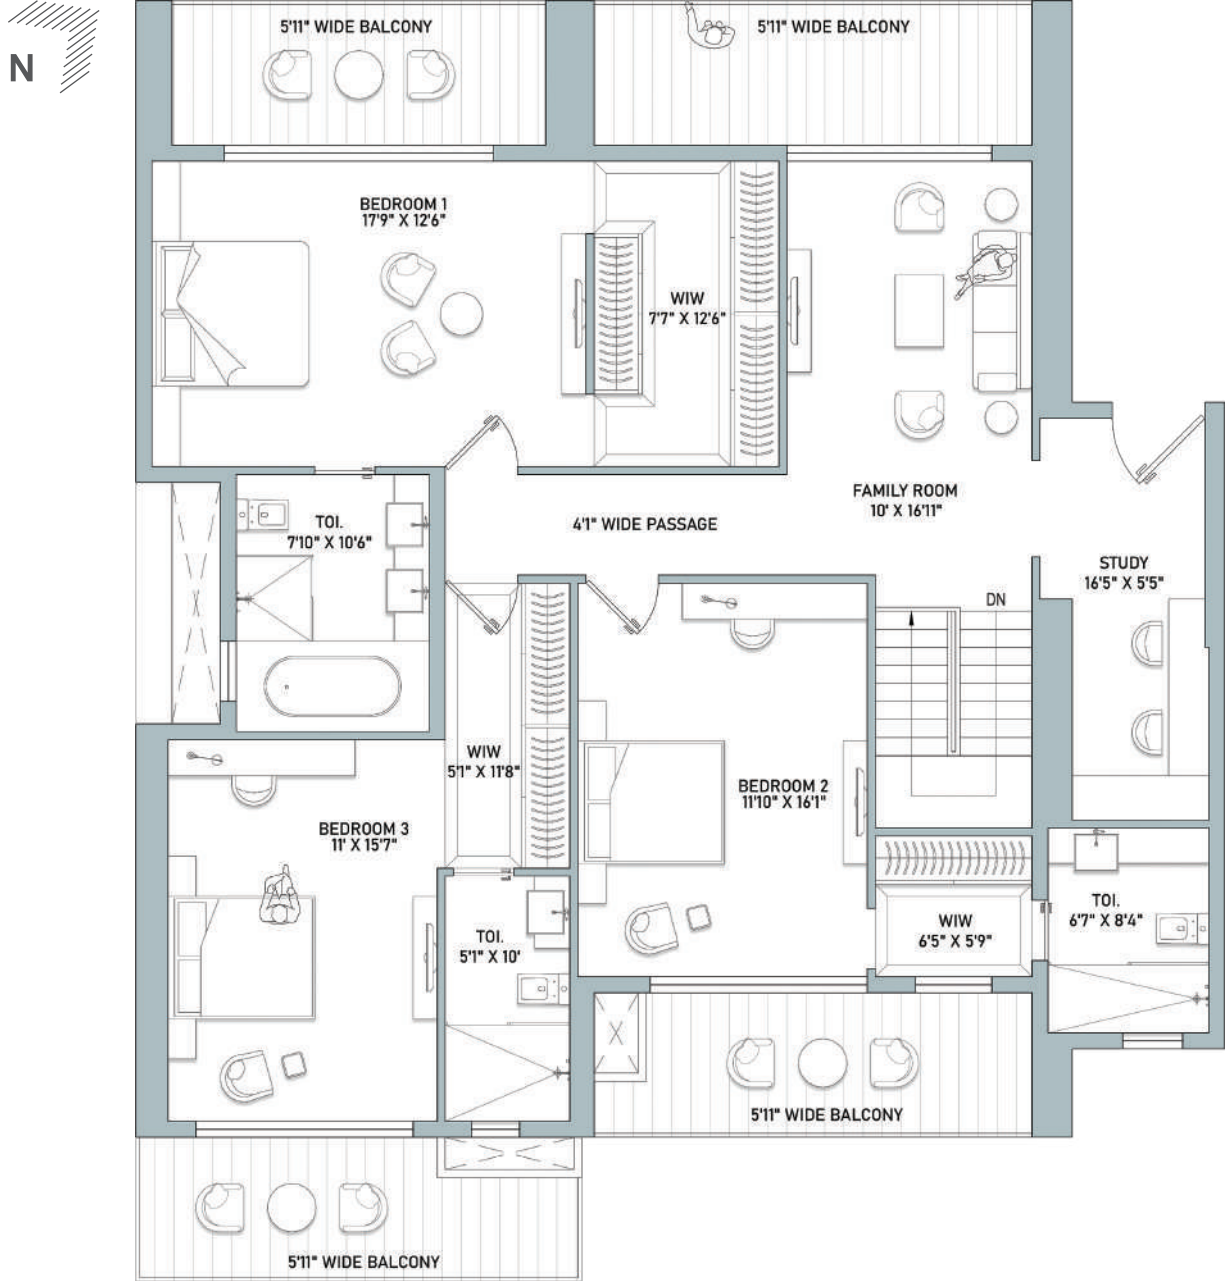 5'11" WIDE BALCONY
5'11" WIDE BALCONY
N
BEDROOM 1
17'9" X 12'6"
WIW
7'7" X 12'6"
FAMILY ROOM
10' X 16'11"
TOI.
7'10" X 10'6"
4'1" WIDE PASSAGE
STUDY
16'5" X 5'5"
DN
WIW
5'1" X 11'8"
BEDROOM 2
11'10" X 16'1"
BEDROOM 3
11' X 15'7"
TOI.
6'7" X 8'4"
WIW
6'5" X 5'9"
TOI.
5'1" X 10'
5'11" WIDE BALCONY
5'11" WIDE BALCONY